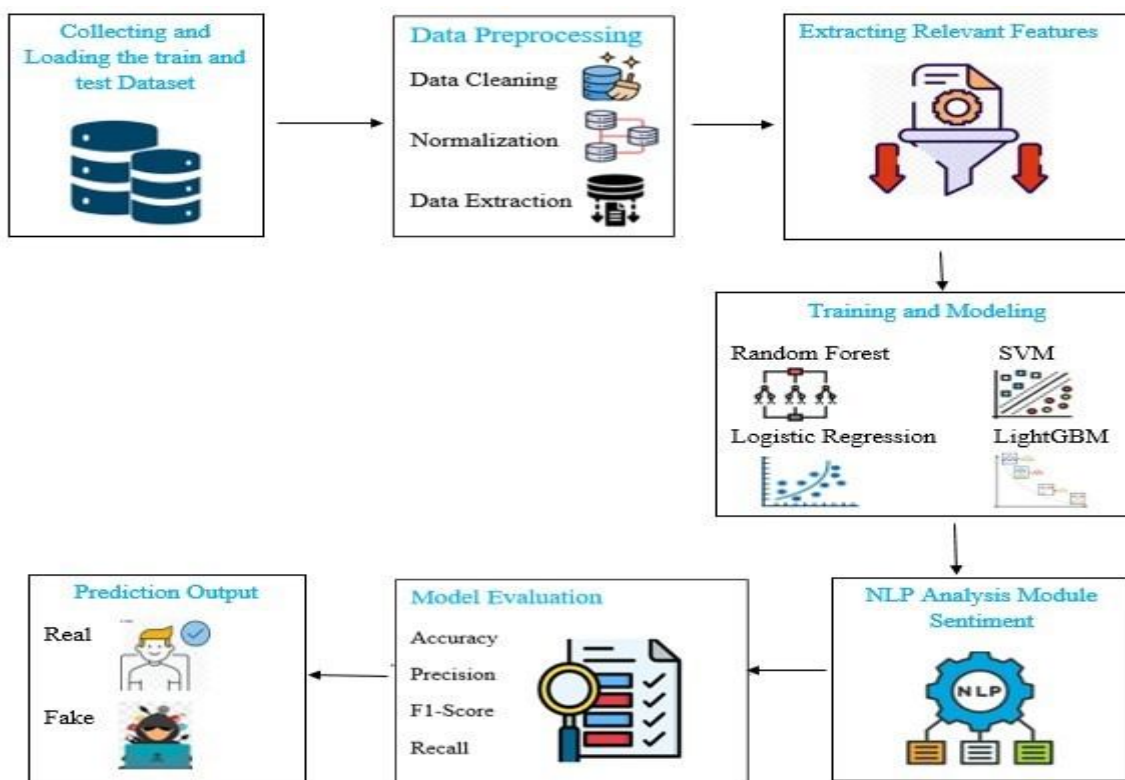 Collecting and
Loading the train and
test Dataset
Data Preprocessing
Data Cleaning
Normalization
Data Extraction
Extracting Relevant Features
Training and Modeling
Random Forest
SVM
Logistic Regression
LightGBM
NLP Analysis Module
Sentiment
NLP
Model Evaluation
Accuracy
Precision
F1-Score
Recall
Prediction Output
Real
Fake